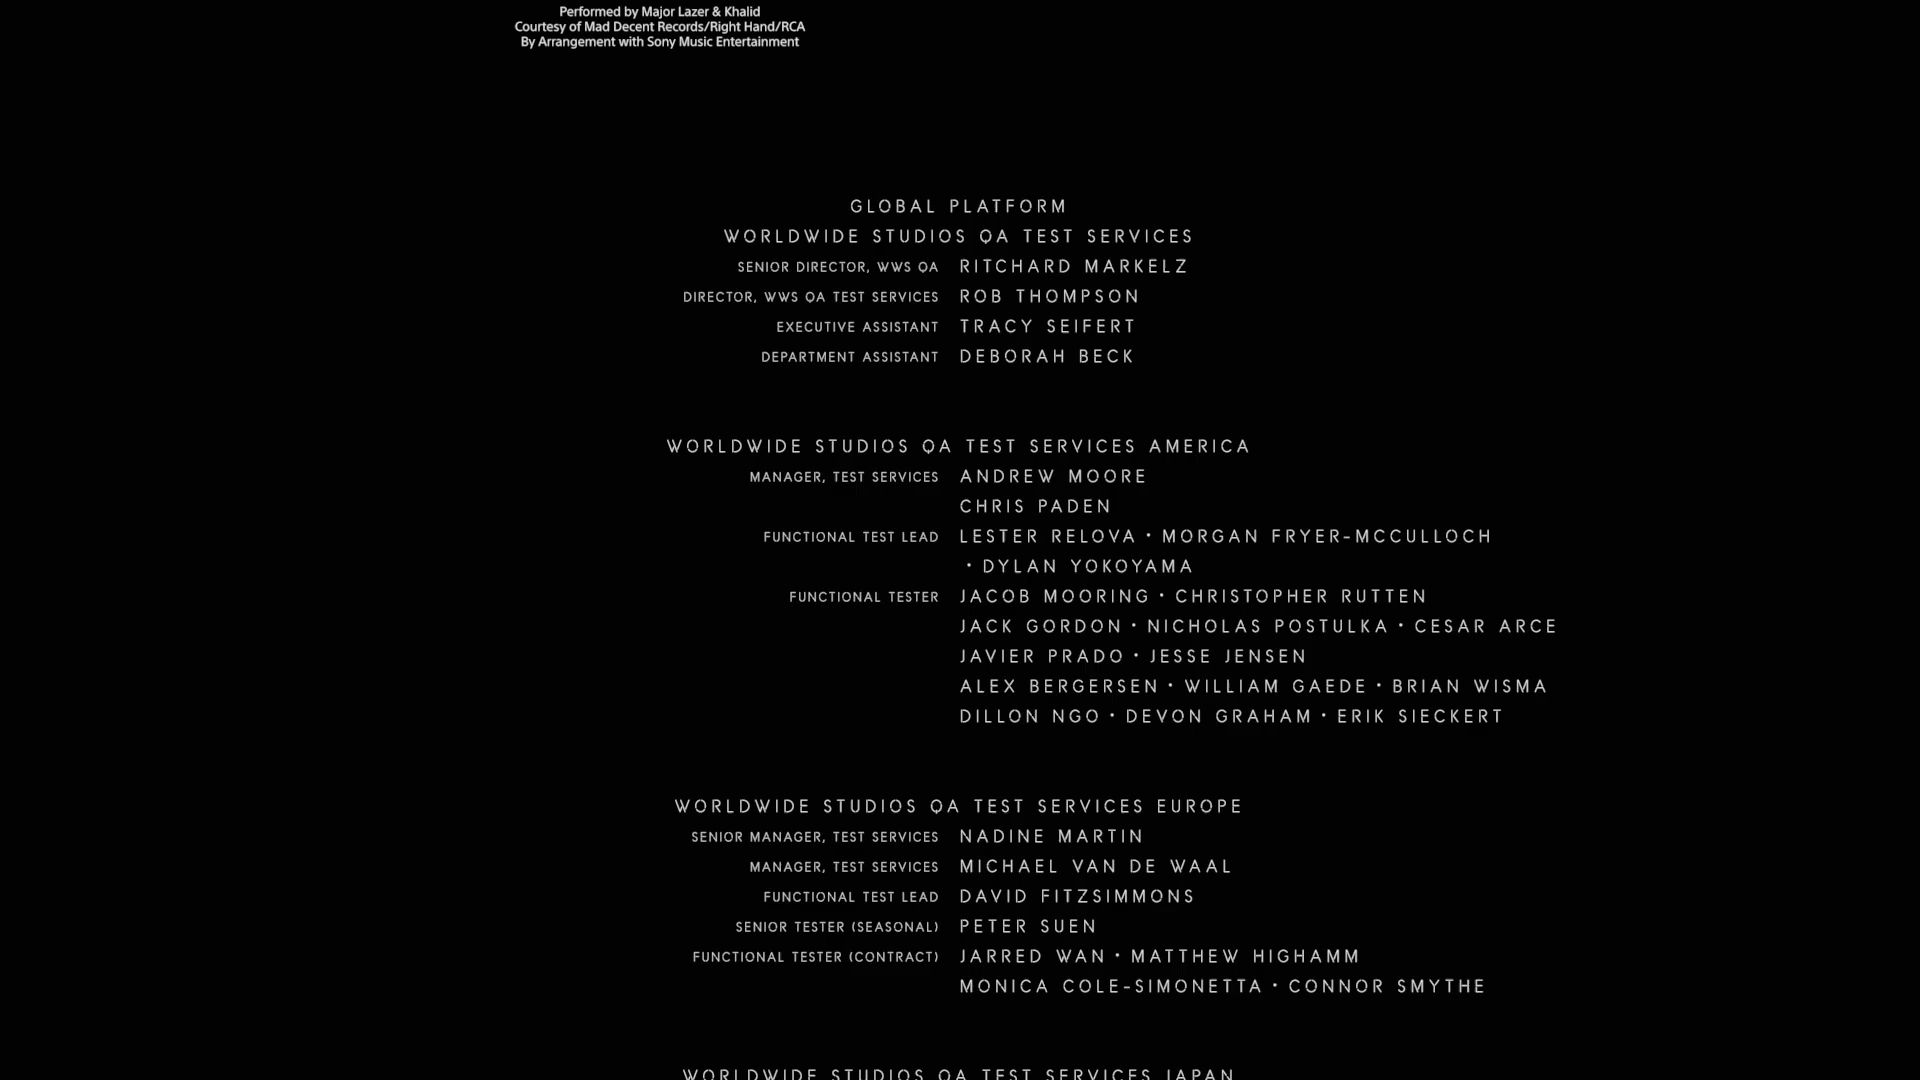 Performed by Major Lazer & Khalid
Courtesy of Mad Decent Records/Right Hand/RCA
By Arrangement with Sony Music Entertainment
GLOBAL PLATFORM
WORLDWIDE STUDIOS QA TEST SERVICES
SENIOR DIRECTOR, WWS QA RITCHARD MARKELZ
DIRECTOR, WWS QA TEST SERVICES ROB THOMPSON
EXECUTIVE ASSISTANT TRACY SEIFERT
DEPARTMENT ASSISTANT DEBORAH BECK
WORLDWIDE STUDIOS QA TEST SERVICES AMERICA
MANAGER, TEST SERVICES ANDREW MOORE
CHRIS PADEN
FUNCTIONAL TEST LEAD LESTER RELOVA • MORGAN FRYER-MCCULLOCH
• DYLAN YOKOYAMA
FUNCTIONAL TESTER JACOB MOORING • CHRISTOPHER RUTTEN
JACK GORDON • NICHOLAS POSTULKA • CESAR ARCE
JAVIER PRADO • JESSE JENSEN
ALEX BERGERSEN • WILLIAM GAEDE • BRIAN WISMA
DILLON NGO • DEVON GRAHAM • ERIK SIECKERT
WORLDWIDE STUDIOS QA TEST SERVICES EUROPE
SENIOR MANAGER, TEST SERVICES NADINE MARTIN
MANAGER, TEST SERVICES MICHAEL VAN DE WAAL
FUNCTIONAL TEST LEAD DAVID FITZSIMMONS
SENIOR TESTER (SEASONAL) PETER SUEN
FUNCTIONAL TESTER (CONTRACT) JARRED WAN • MATTHEW HIGHAMM
MONICA COLE-SIMONETTA • CONNOR SMYTHE
WORLDWIDE STUDIOS QA TEST SERVICES JAPAN